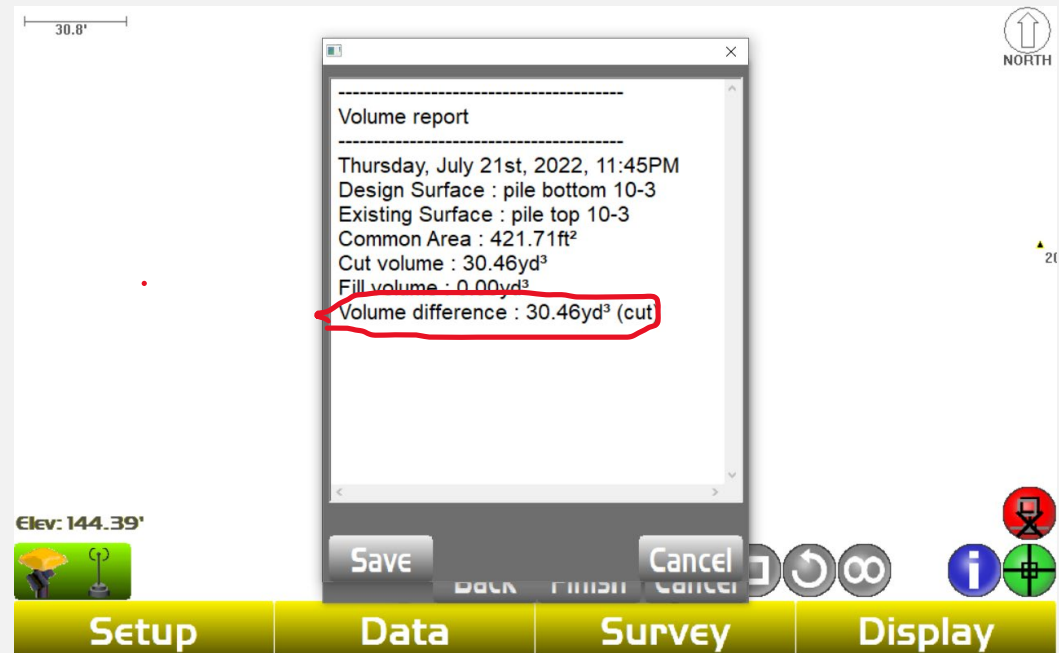 30.8'
NORTH
----------------------------------------
Volume report
----------------------------------------
Thursday, July 21st, 2022, 11:45PM
Design Surface : pile bottom 10-3
Existing Surface : pile top 10-3
Common Area : 421.71ft²
Cut volume : 30.46yd³
Fill volume : 0.00yd³
Volume difference : 30.46yd³ (cut)
Elev: 144.39'
Save Cancel
Back Finish Cancel
Setup Data Survey Display